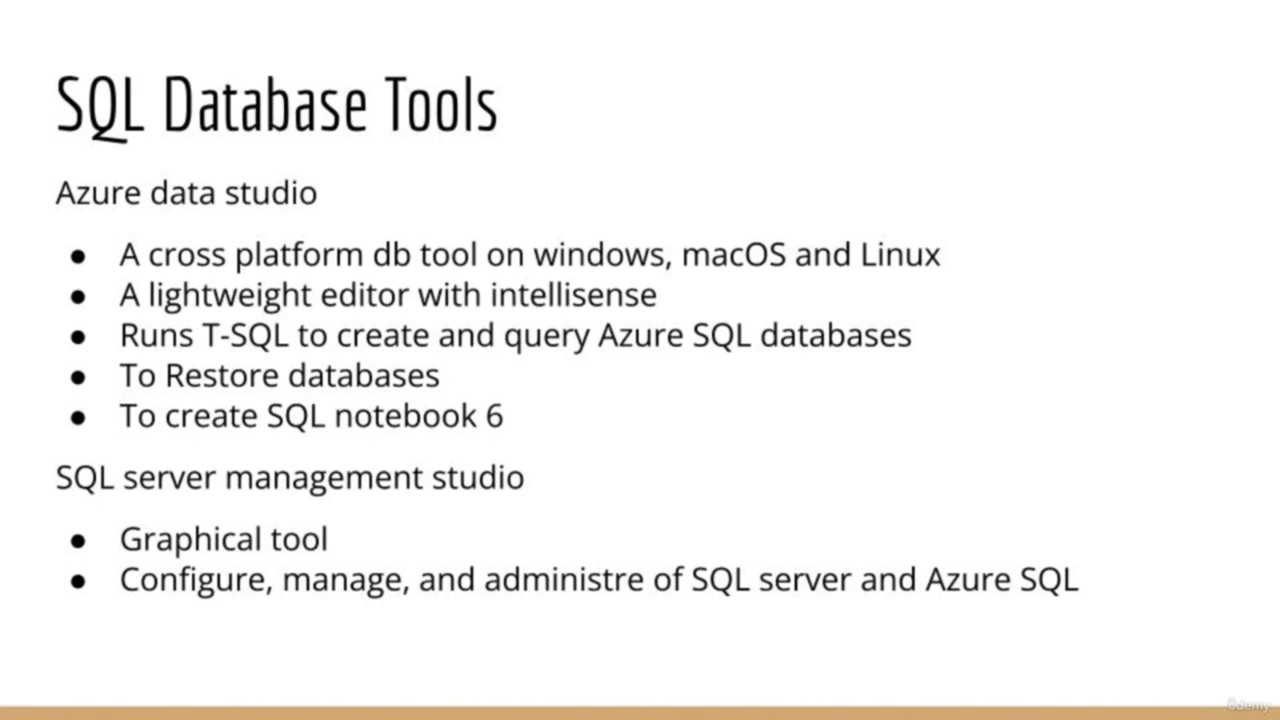 SQL Database Tools
Azure data studio
● A cross platform db tool on windows, macOS and Linux
● A lightweight editor with intellisense
● Runs T-SQL to create and query Azure SQL databases
● To Restore databases
● To create SQL notebook 6
SQL server management studio
● Graphical tool
● Configure, manage, and administre of SQL server and Azure SQL
ûdemy